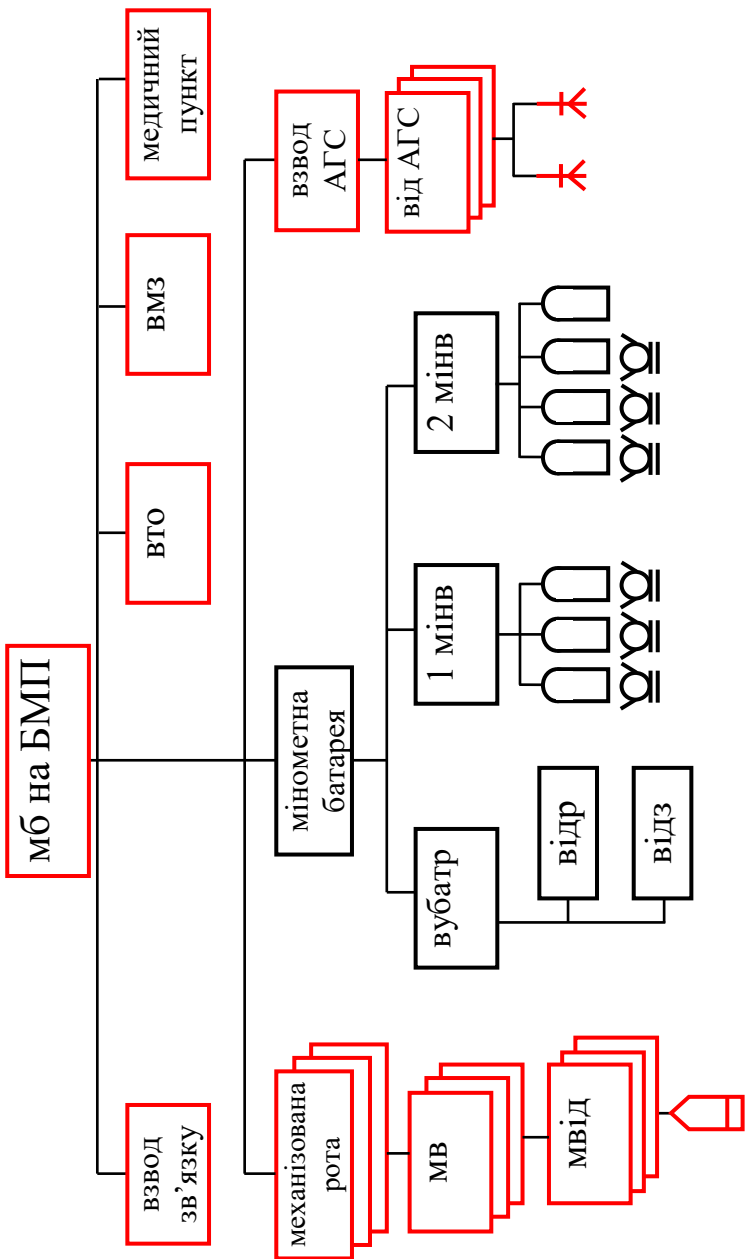 мб на БМП
взвод
зв’язку
вто
вмз
медичний
пункт
механізована
рота
мінометна
батарея
взвод
АГС
мв
вубатр
1 мінв
2 мінв
від АГС
мвід
відр
відз